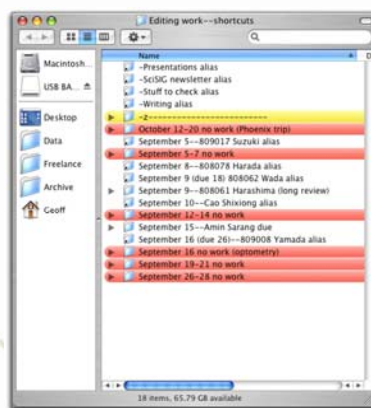 Editing work--shortcuts
Name
D
Macintosh...
USB BA...
Desktop
Data
Freelance
Archive
Geoff
-Presentations alias
-SciSIG newsletter alias
-Stuff to check alias
-Writing alias
-z--------------------------
October 12-20 no work (Phoenix trip)
September 5--809017 Suzuki alias
September 5-7 no work
September 8--808078 Harada alias
September 9 (due 18) 808062 Wada alias
September 9--808061 Harashima (long review)
September 10--Cao Shixiong alias
September 12-14 no work
September 15--Amin Sarang due
September 16 (due 26)--809008 Yamada alias
September 16 no work (optometry)
September 19-21 no work
September 26-28 no work
18 items, 65.79 GB available